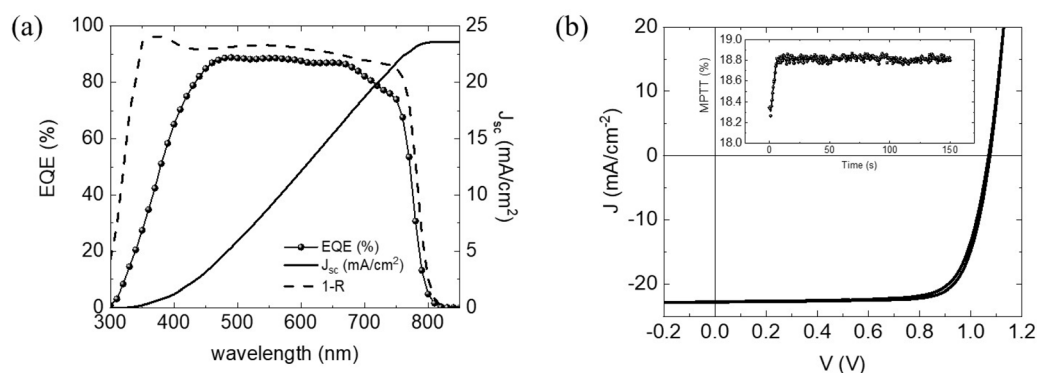 (a)
100
80
60
40
20
0
EQE (%)
300 400 500 600 700 800
wavelength (nm)
25
20
15
10
5
0
J_sc (mA/cm²)
EQE (%)
J_sc (mA/cm²)
1-R
(b)
20
10
0
-10
-20
J (mA/cm⁻²)
-0.2 0.0 0.2 0.4 0.6 0.8 1.0 1.2
V (V)
19.0
18.8
18.6
18.4
18.2
18.0
MPTT (%)
0 50 100 150
Time (s)